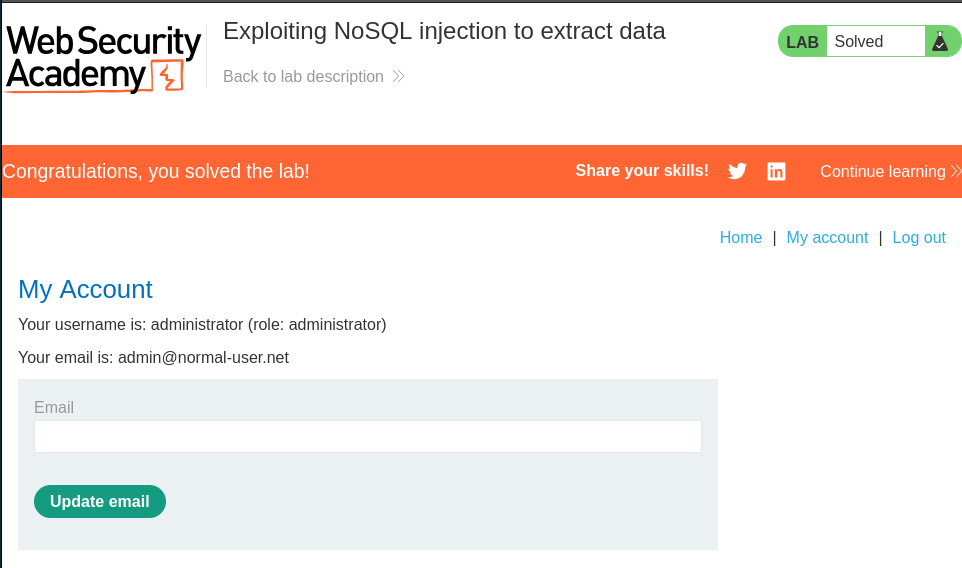 Web Security
Academy
Exploiting NoSQL injection to extract data
Back to lab description
LAB Solved
Congratulations, you solved the lab!
Share your skills!
Continue learning
Home | My account | Log out
My Account
Your username is: administrator (role: administrator)
Your email is: admin@normal-user.net
Email
Update email